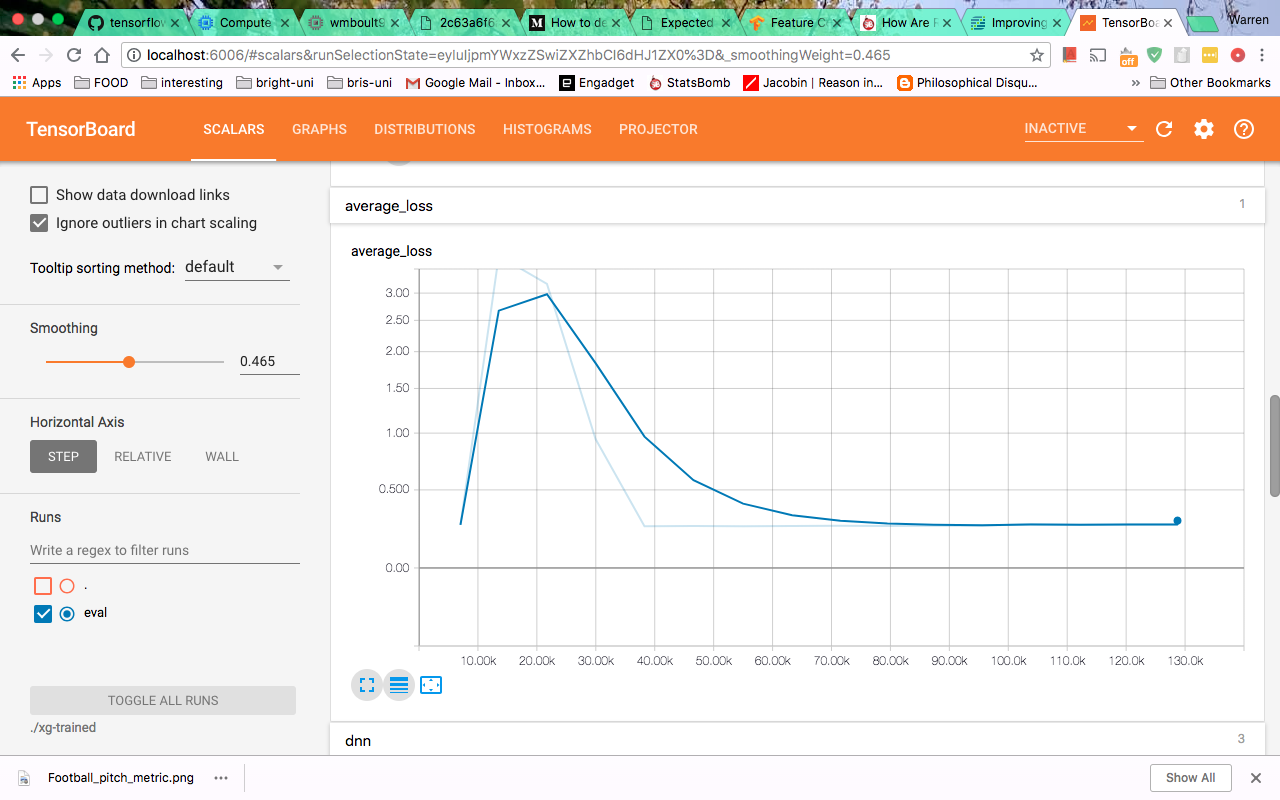 tensorflow
Compute
wmboult9
2c63a6f6
How to de
Expected
Feature C
How Are
Improving
TensorBoa
Warren
localhost:6006/#scalars&runSelectionState=eyIuIjpmYWxzZSwiZXZhbCI6dHJ1ZX0%3D&_smoothingWeight=0.465
off
Apps FOOD interesting bright-uni bris-uni Google Mail - Inbox... Engadget StatsBomb Jacobin | Reason in... Philosophical Disqu... » Other Bookmarks
TensorBoard SCALARS GRAPHS DISTRIBUTIONS HISTOGRAMS PROJECTOR INACTIVE
Show data download links
Ignore outliers in chart scaling
Tooltip sorting method: default
Smoothing
0.465
Horizontal Axis
STEP RELATIVE WALL
Runs
Write a regex to filter runs
.
eval
TOGGLE ALL RUNS
./xg-trained
average_loss 1
average_loss
3.00
2.50
2.00
1.50
1.00
0.500
0.00
10.00k 20.00k 30.00k 40.00k 50.00k 60.00k 70.00k 80.00k 90.00k 100.0k 110.0k 120.0k 130.0k
dnn 3
Football_pitch_metric.png
Show All